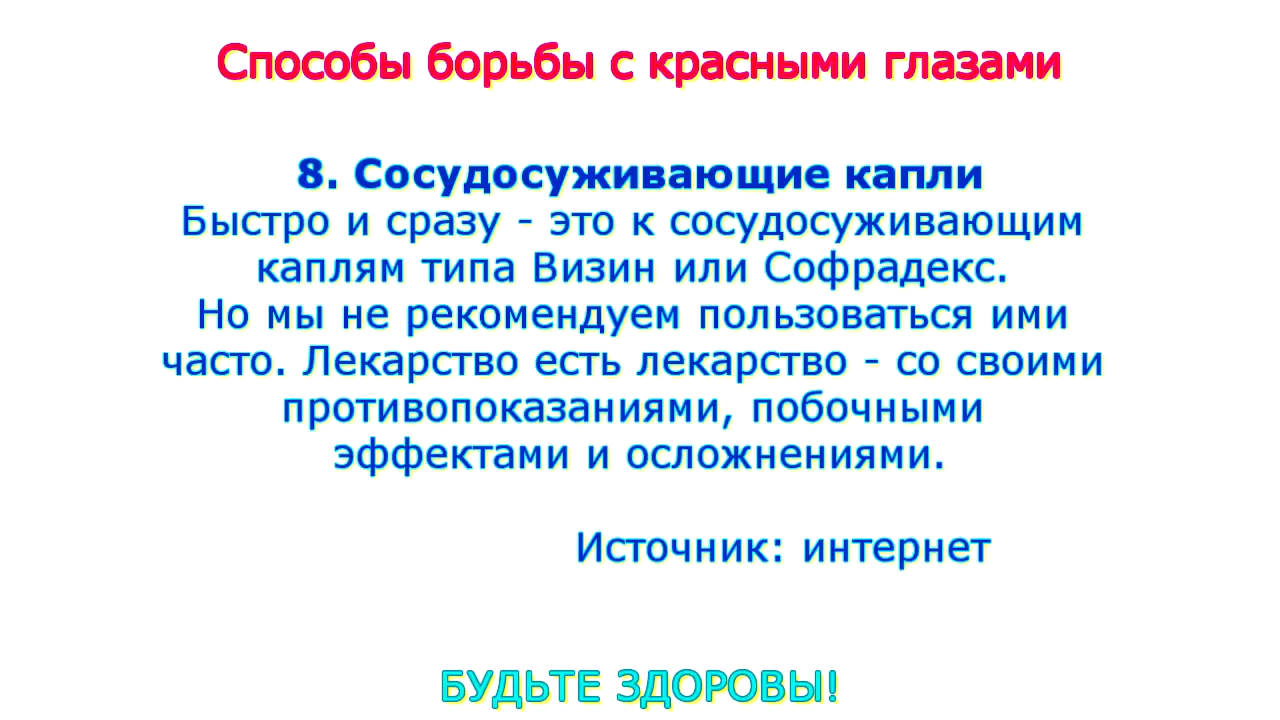 Способы борьбы с красными глазами
8. Сосудосуживающие капли
Быстро и сразу - это к сосудосуживающим
каплям типа Визин или Софрадекс.
Но мы не рекомендуем пользоваться ими
часто. Лекарство есть лекарство - со своими
противопоказаниями, побочными
эффектами и осложнениями.
Источник: интернет
БУДЬТЕ ЗДОРОВЫ!